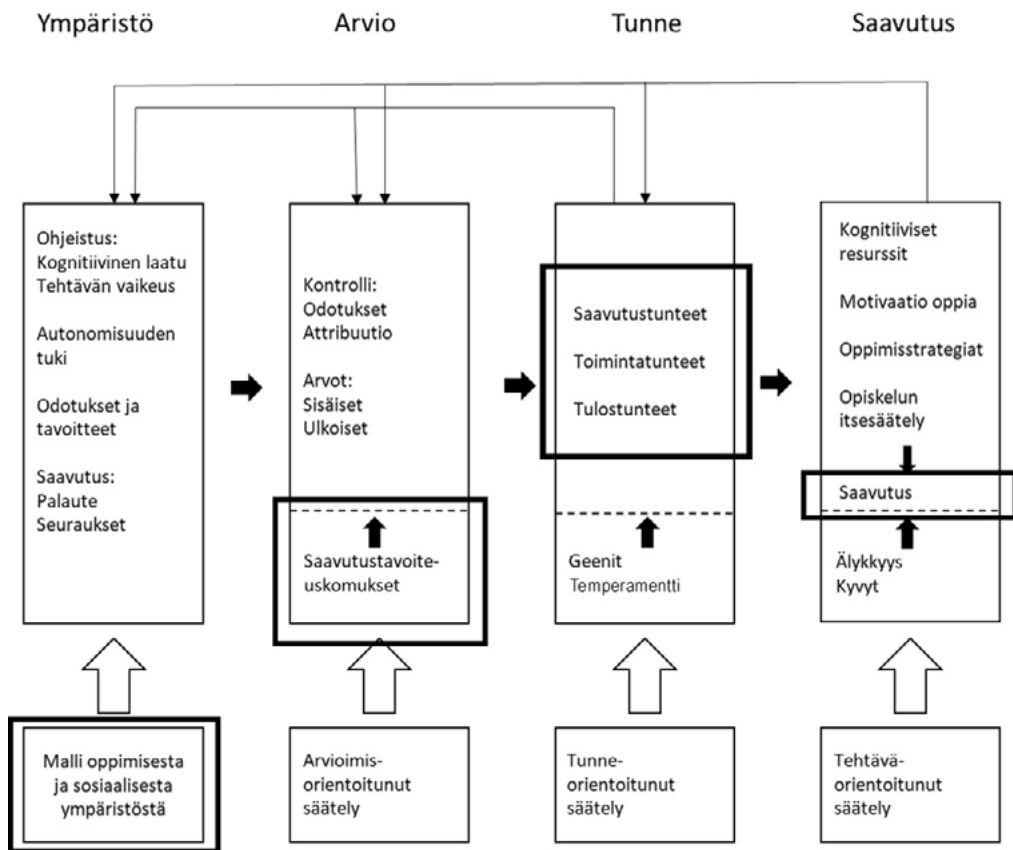 Ympäristö
Arvio
Tunne
Saavutus
Ohjeistus:
Kognitiivinen laatu
Tehtävän vaikeus
Autonomisuuden
tuki
Odotukset ja
tavoitteet
Saavutus:
Palaute
Seuraukset
Kontrolli:
Odotukset
Attribuutio
Arvot:
Sisäiset
Ulkoiset
Saavutustavoite-
uskomukset
Saavutustunteet
Toimintatunteet
Tulostunteet
Geenit
Temperamentti
Kognitiiviset
resurssit
Motivaatio oppia
Oppimisstrategiat
Opiskelun
itsesäätely
Saavutus
Älykkyys
Kyvyt
Malli oppimisesta
ja sosiaalisesta
ympäristöstä
Arvioimis-
orientoitunut
säätely
Tunne-
orientoitunut
säätely
Tehtävä-
orientoitunut
säätely